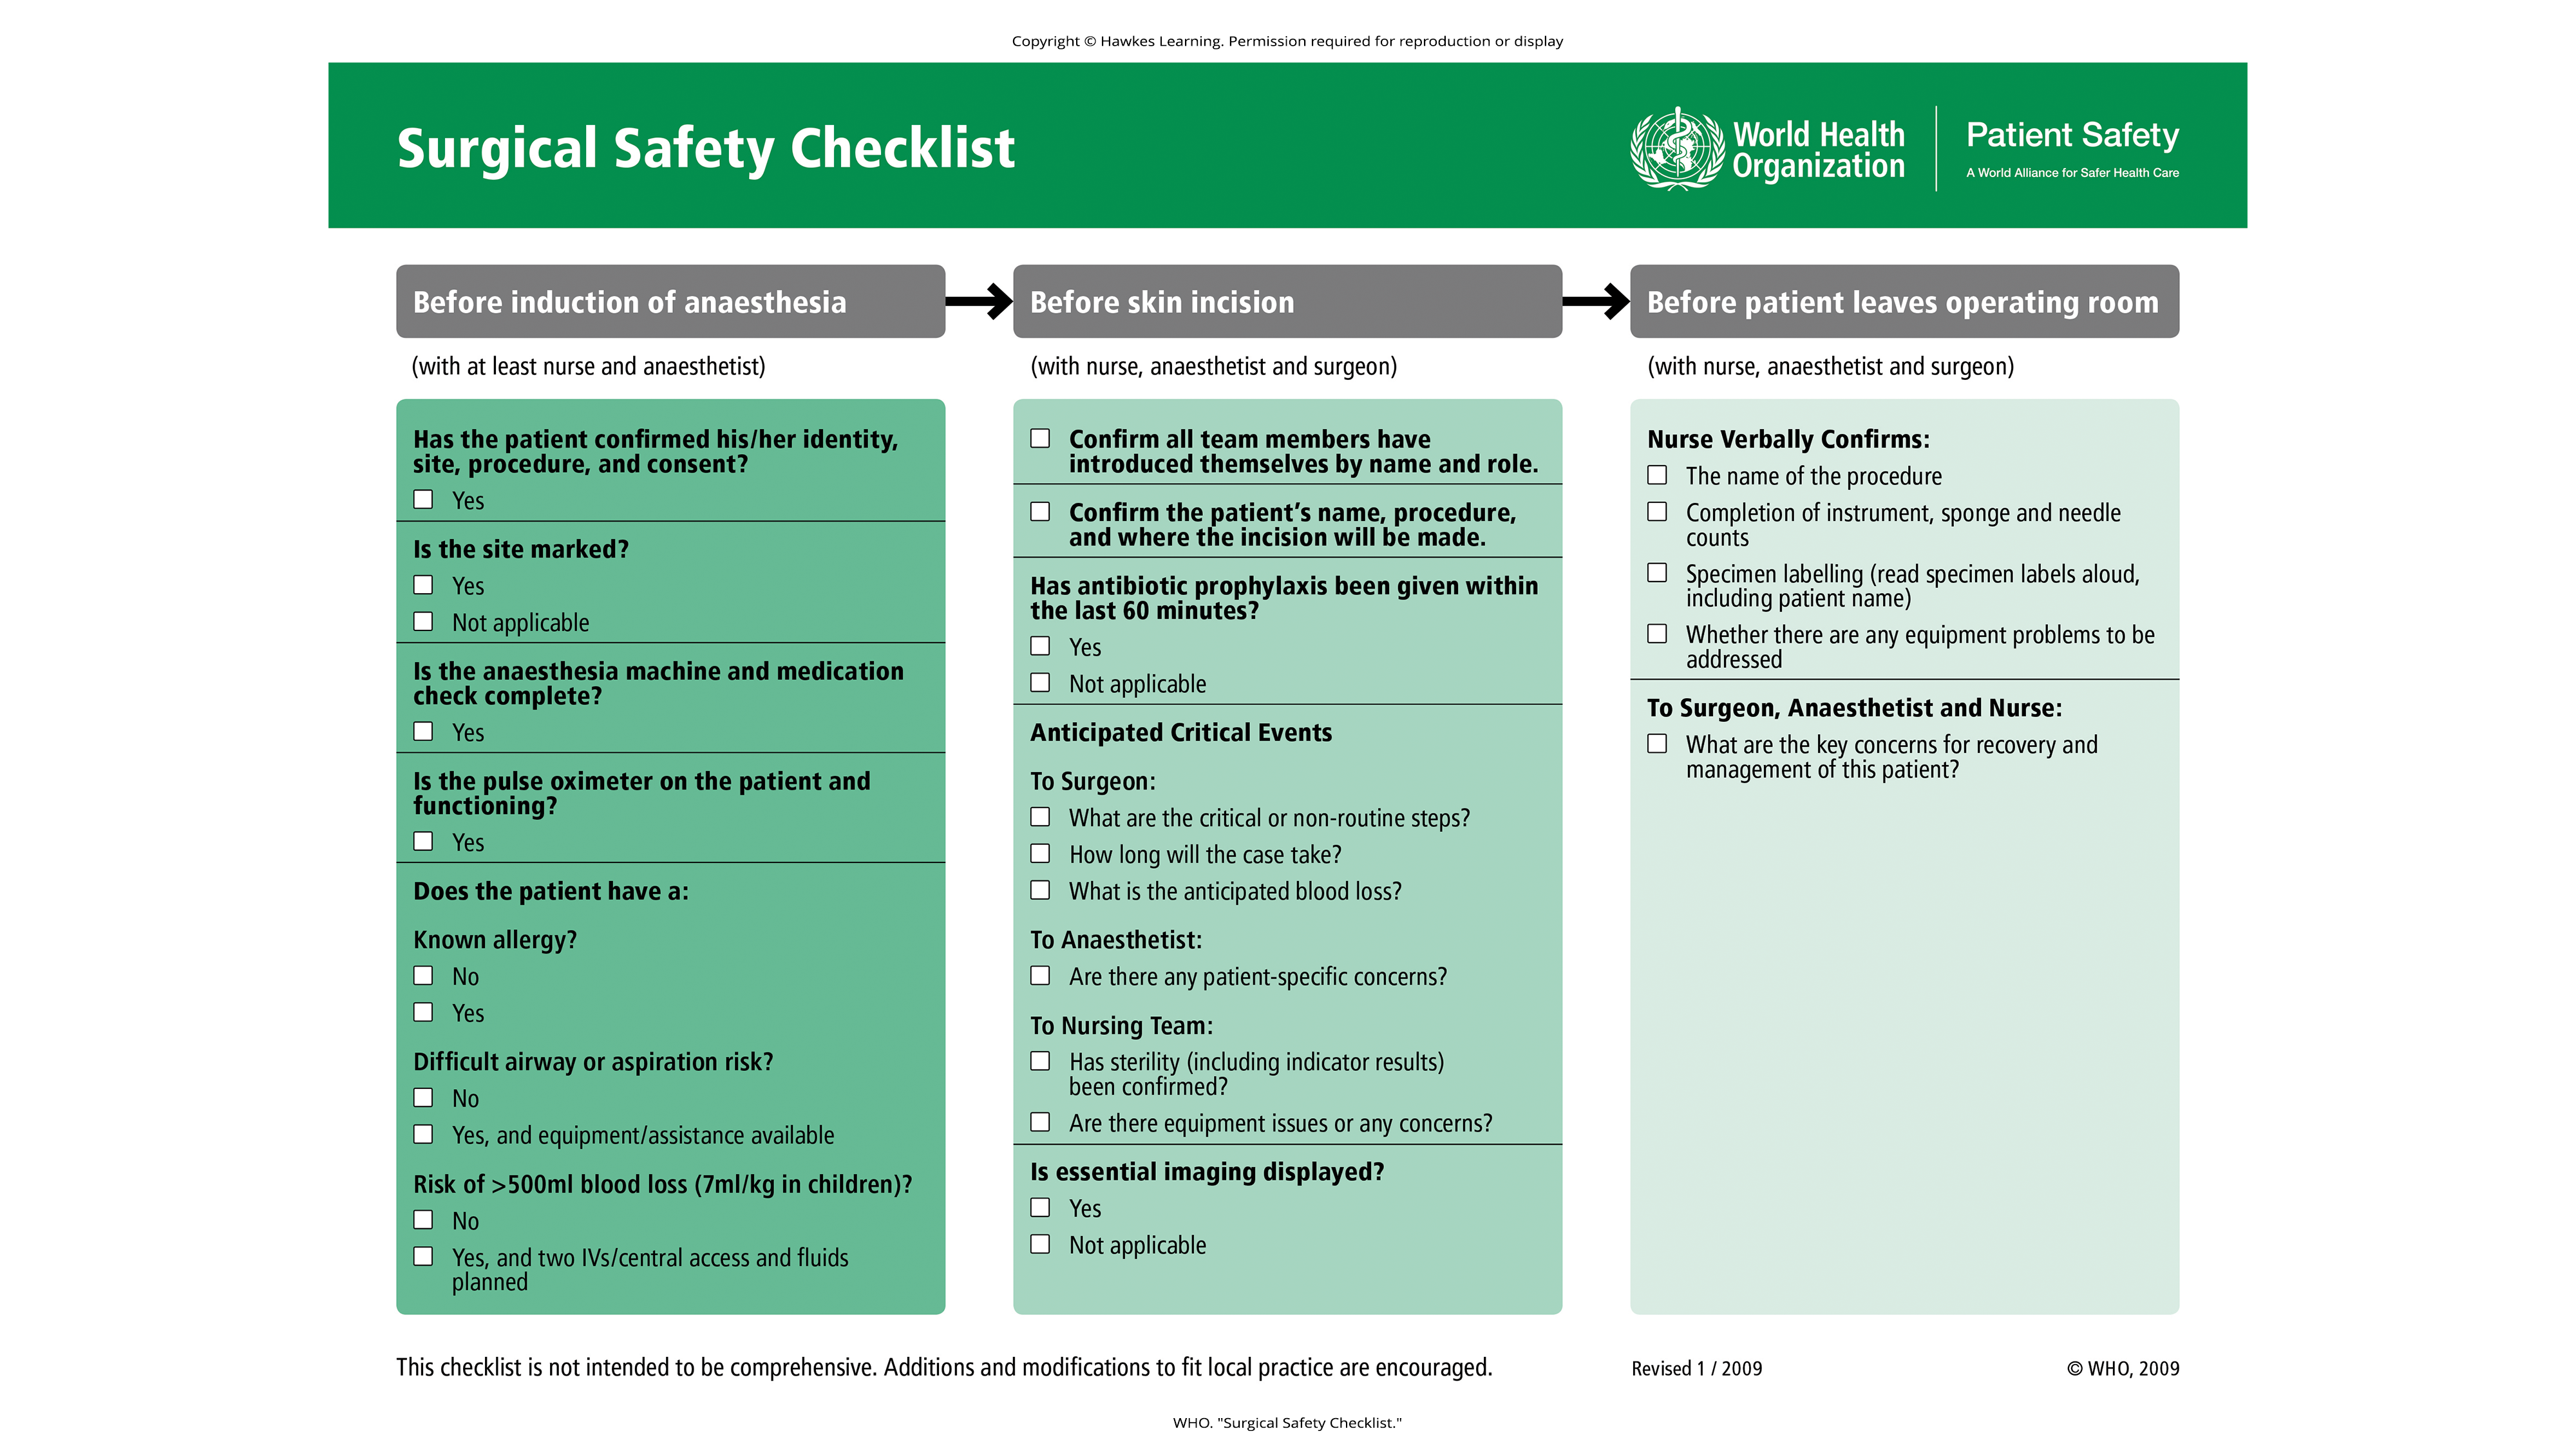 Copyright © Hawkes Learning. Permission required for reproduction or display
Surgical Safety Checklist
World Health
Organization
Patient Safety
A World Alliance for Safer Health Care
Before induction of anaesthesia
(with at least nurse and anaesthetist)
Has the patient confirmed his/her identity,
site, procedure, and consent?
Yes
Is the site marked?
Yes
Not applicable
Is the anaesthesia machine and medication
check complete?
Yes
Is the pulse oximeter on the patient and
functioning?
Yes
Does the patient have a:
Known allergy?
No
Yes
Difficult airway or aspiration risk?
No
Yes, and equipment/assistance available
Risk of >500ml blood loss (7ml/kg in children)?
No
Yes, and two IVs/central access and fluids
planned
Before skin incision
(with nurse, anaesthetist and surgeon)
Confirm all team members have
introduced themselves by name and role.
Confirm the patient’s name, procedure,
and where the incision will be made.
Has antibiotic prophylaxis been given within
the last 60 minutes?
Yes
Not applicable
Anticipated Critical Events
To Surgeon:
What are the critical or non-routine steps?
How long will the case take?
What is the anticipated blood loss?
To Anaesthetist:
Are there any patient-specific concerns?
To Nursing Team:
Has sterility (including indicator results)
been confirmed?
Are there equipment issues or any concerns?
Is essential imaging displayed?
Yes
Not applicable
Before patient leaves operating room
(with nurse, anaesthetist and surgeon)
Nurse Verbally Confirms:
The name of the procedure
Completion of instrument, sponge and needle
counts
Specimen labelling (read specimen labels aloud,
including patient name)
Whether there are any equipment problems to be
addressed
To Surgeon, Anaesthetist and Nurse:
What are the key concerns for recovery and
management of this patient?
This checklist is not intended to be comprehensive. Additions and modifications to fit local practice are encouraged.
Revised 1 / 2009
© WHO, 2009
WHO. "Surgical Safety Checklist."